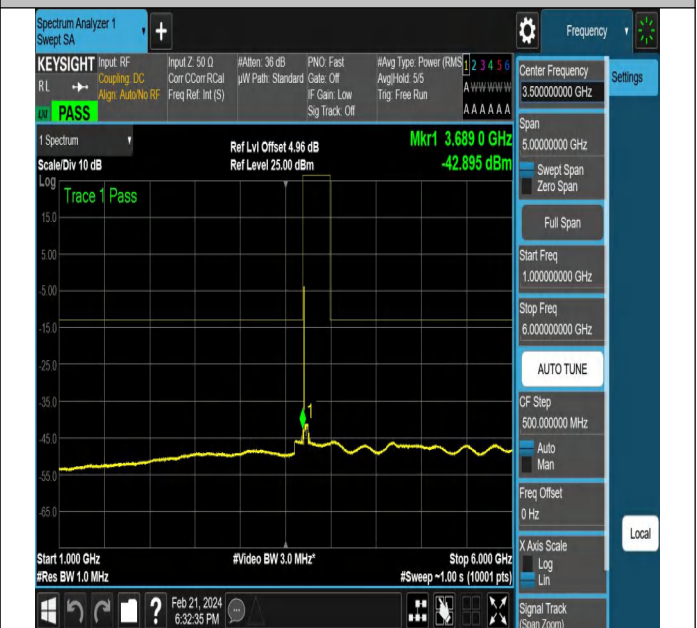 Spectrum Analyzer 1
Swept SA
Frequency
KEYSIGHT
RL
PASS
Input: RF
Coupling: DC
Align: Auto/No RF
Input Z: 50 Ω
Corr CCorr RCal
Freq Ref: Int (S)
#Atten: 36 dB
µW Path: Standard
PNO: Fast
Gate: Off
IF Gain: Low
Sig Track: Off
#Avg Type: Power (RMS
Avg|Hold: 5/5
Trig: Free Run
1 2 3 4 5 6
A W W W W W
A A A A A A
1 Spectrum
Scale/Div 10 dB
Ref Lvl Offset 4.96 dB
Ref Level 25.00 dBm
Mkr1 3.689 0 GHz
-42.895 dBm
Log
Trace 1 Pass
15.0
5.00
-5.00
-15.0
-25.0
-35.0
-45.0
-55.0
-65.0
1
Start 1.000 GHz
#Res BW 1.0 MHz
#Video BW 3.0 MHz*
Stop 6.000 GHz
#Sweep ~1.00 s (10001 pts)
Feb 21, 2024
6:32:35 PM
Center Frequency
3.500000000 GHz
Settings
Span
5.00000000 GHz
Swept Span
Zero Span
Full Span
Start Freq
1.000000000 GHz
Stop Freq
6.000000000 GHz
AUTO TUNE
CF Step
500.000000 MHz
Auto
Man
Freq Offset
0 Hz
Local
X Axis Scale
Log
Lin
Signal Track
(Span Zoom)